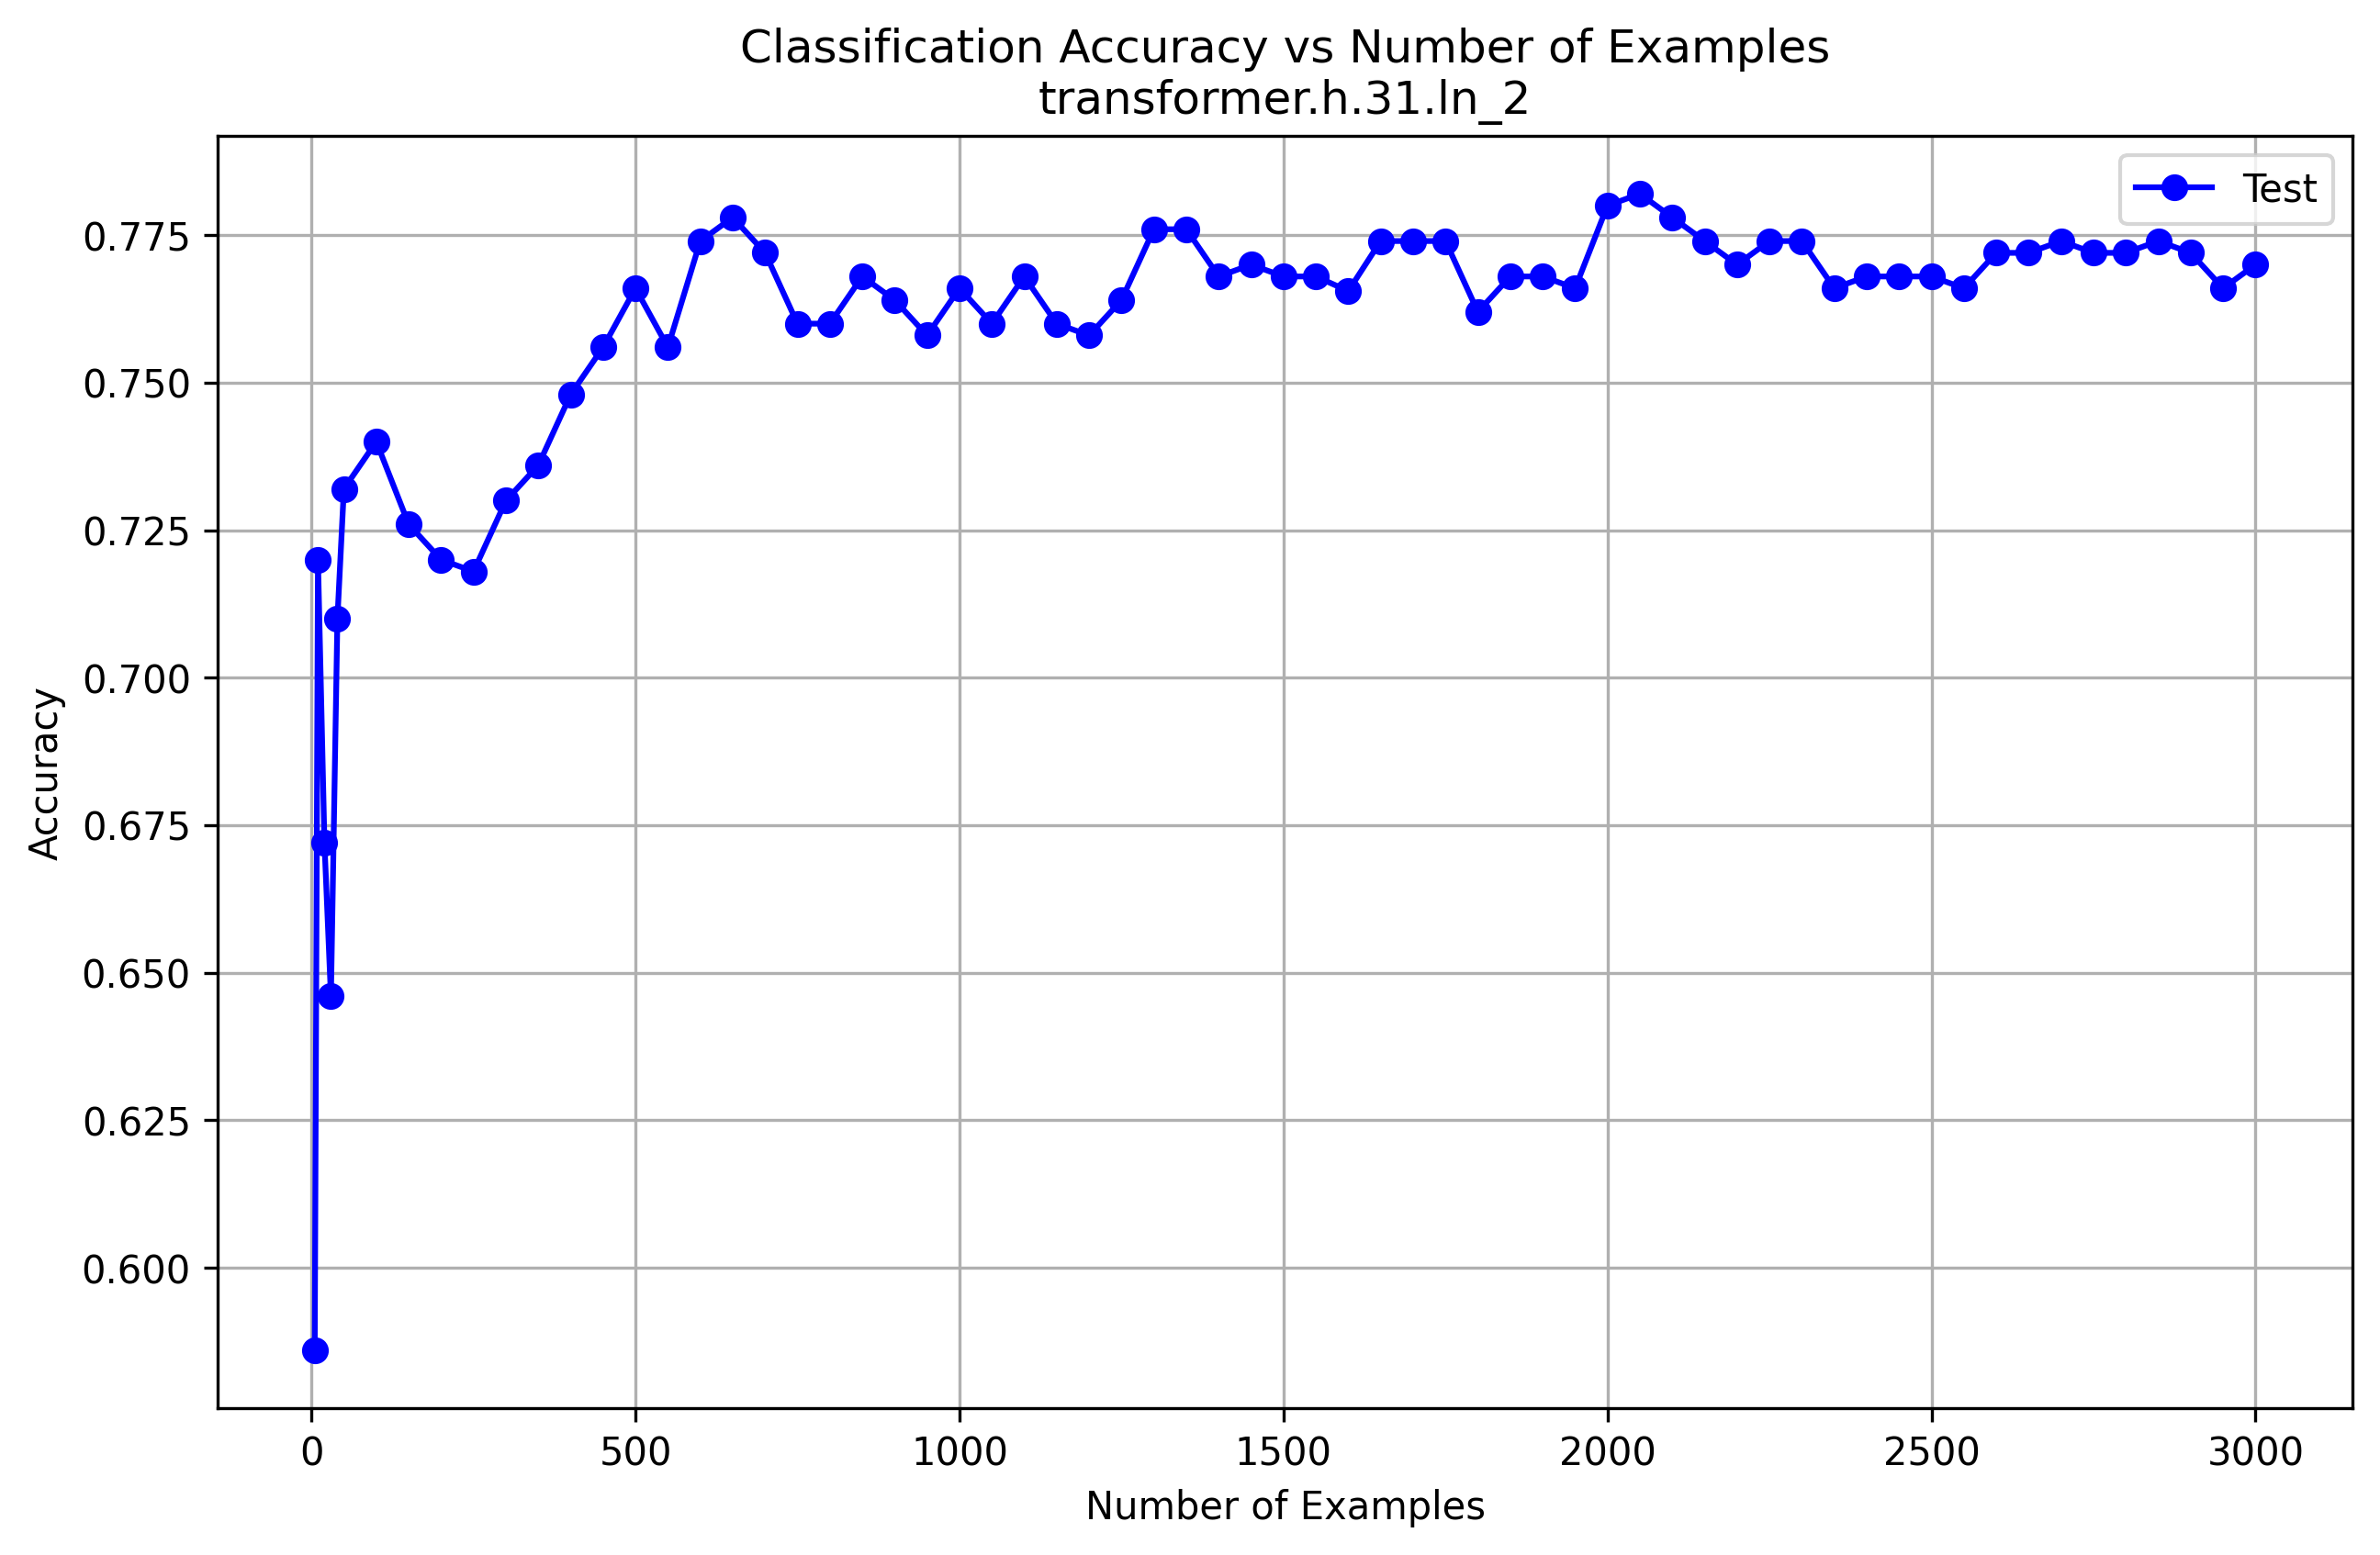 Classification Accuracy vs Number of Examples
transformer.h.31.ln_2
Test
Accuracy
0.775
0.750
0.725
0.700
0.675
0.650
0.625
0.600
0 500 1000 1500 2000 2500 3000
Number of Examples